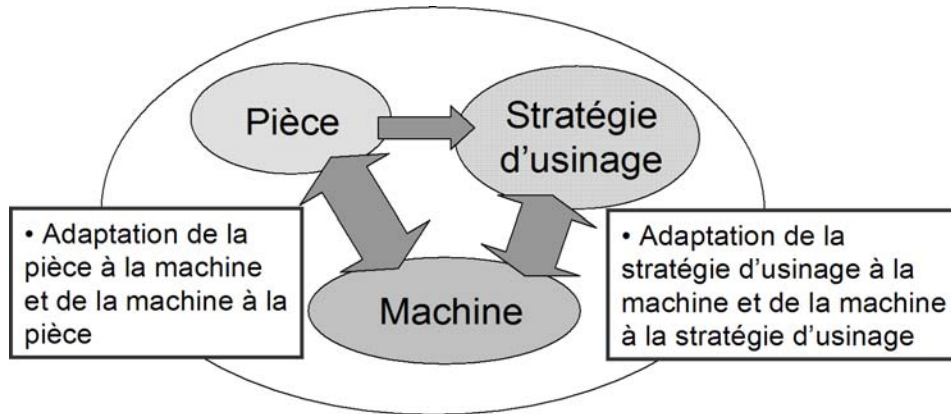 Pièce
Stratégie
d'usinage
• Adaptation de la
pièce à la machine
et de la machine à la
pièce
• Adaptation de la
stratégie d'usinage à la
machine et de la machine
à la stratégie d'usinage
Machine